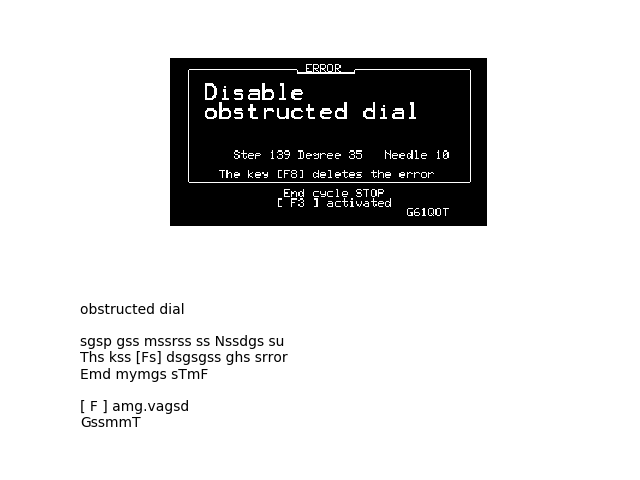 ERROR
Disable
obstructed dial
Step 139 Degree 35 Needle 10
The key [F8] deletes the error
End cycle STOP
[ F3 ] activated
G61Q0T
obstructed dial
sgsp gss mssrss ss Nssdgs su
Ths kss [Fs] dsgsgss ghs srror
Emd mymgs sTmF
[ F ] amg.vagsd
GssmmT